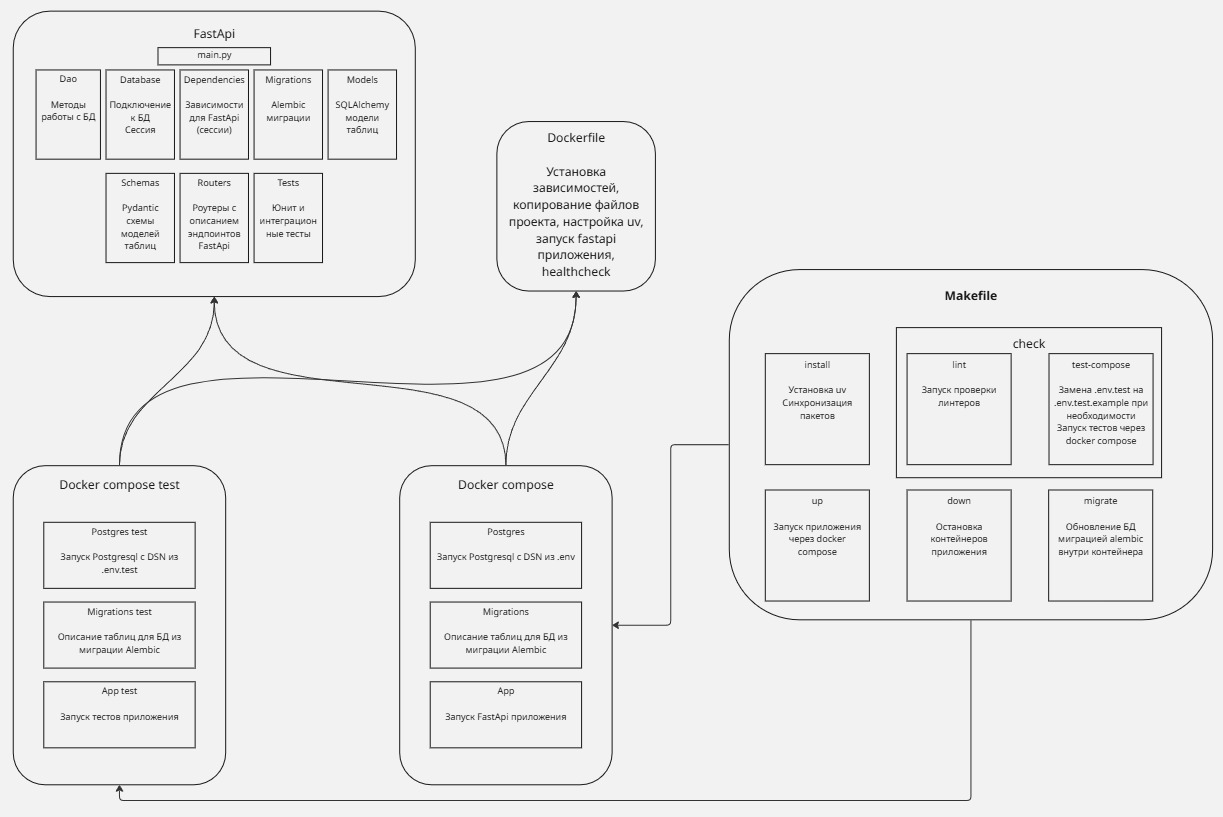 FastApi
main.py
Dao
Методы
работы с БД
Database
Подключение
к БД
Сессия
Dependencies
Зависимости
для FastApi
(сессии)
Migrations
Alembic
миграции
Models
SQLAlchemy
модели
таблиц
Schemas
Pydantic
схемы
моделей
таблиц
Routers
Роутеры с
описанием
эндпоинтов
FastApi
Tests
Юнит и
интеграцион
ные тесты
Dockerfile
Установка
зависимостей,
копирование файлов
проекта, настройка uv,
запуск fastapi
приложения,
healthcheck
Makefile
install
Установка uv
Синхронизация
пакетов
check
lint
Запуск проверки
линтеров
test-compose
Замена .env.test на
.env.test.example при
необходимости
Запуск тестов через
docker compose
up
Запуск приложения
через docker
compose
down
Остановка
контейнеров
приложения
migrate
Обновление БД
миграцией alembic
внутри контейнера
Docker compose test
Postgres test
Запуск Postgresql с DSN из
.env.test
Migrations test
Описание таблиц для БД из
миграции Alembic
App test
Запуск тестов приложения
Docker compose
Postgres
Запуск Postgresql с DSN из .env
Migrations
Описание таблиц для БД из
миграции Alembic
App
Запуск FastApi приложения